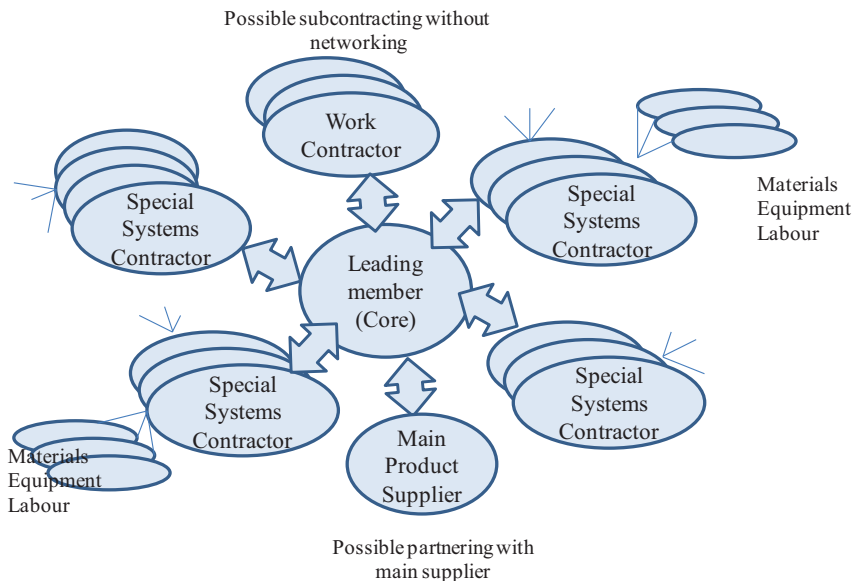 Possible subcontracting without
networking
Work
Contractor
Special
Systems
Contractor
Special
Systems
Contractor
Materials
Equipment
Labour
Leading
member
(Core)
Special
Systems
Contractor
Special
Systems
Contractor
Materials
Equipment
Labour
Main
Product
Supplier
Possible partnering with
main supplier